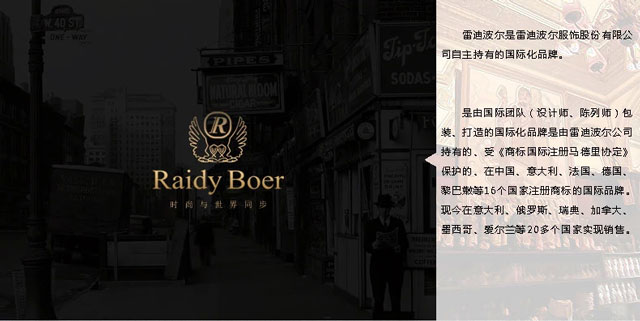 W. 40 ST.
ONE-WAY
PIPES
NATURAL BLOOM
CIGAR
Tip-To
SODAS-
R
Raidy Boer
时尚与世界同步
雷迪波尔是雷迪波尔服饰股份有限公
司自主持有的国际化品牌。
是由国际团队（设计师、陈列师）包
装、打造的国际化品牌是由雷迪波尔公司
持有的、受《商标国际注册马德里协定》
保护的、在中国、意大利、法国、德国、
黎巴嫩等16个国家注册商标的国际品牌。
现今在意大利、俄罗斯、瑞典、加拿大、
墨西哥、爱尔兰等20多个国家实现销售。